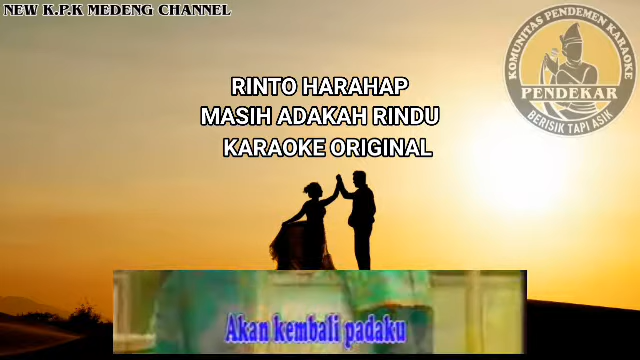 NEW K.P.K MEDENG CHANNEL
KOMUNITAS PENDEMEN KARAOKE
PENDEKAR
BERISIK TAPI ASIK
RINTO HARAHAP
MASIH ADAKAH RINDU
KARAOKE ORIGINAL
Akan kembali padaku